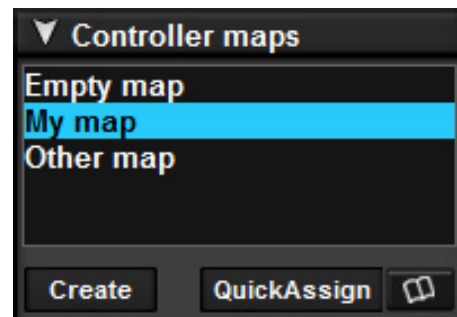 Controller maps
Empty map
My map
Other map
Create QuickAssign